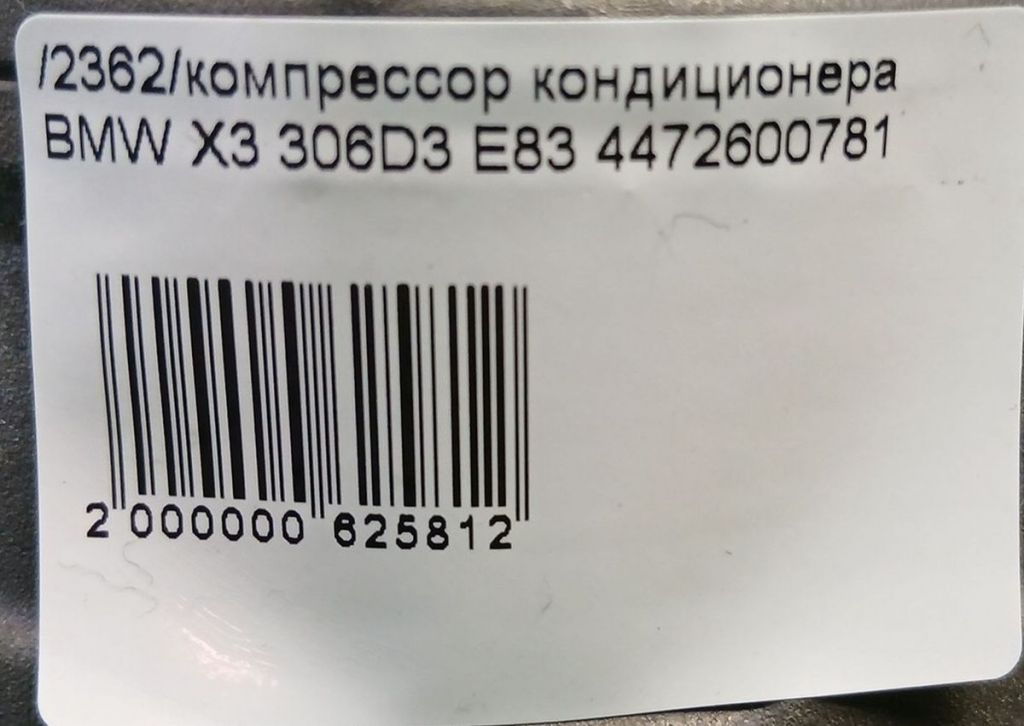 /2362/компрессор кондиционера
BMW X3 306D3 E83 4472600781
2 000000 625812